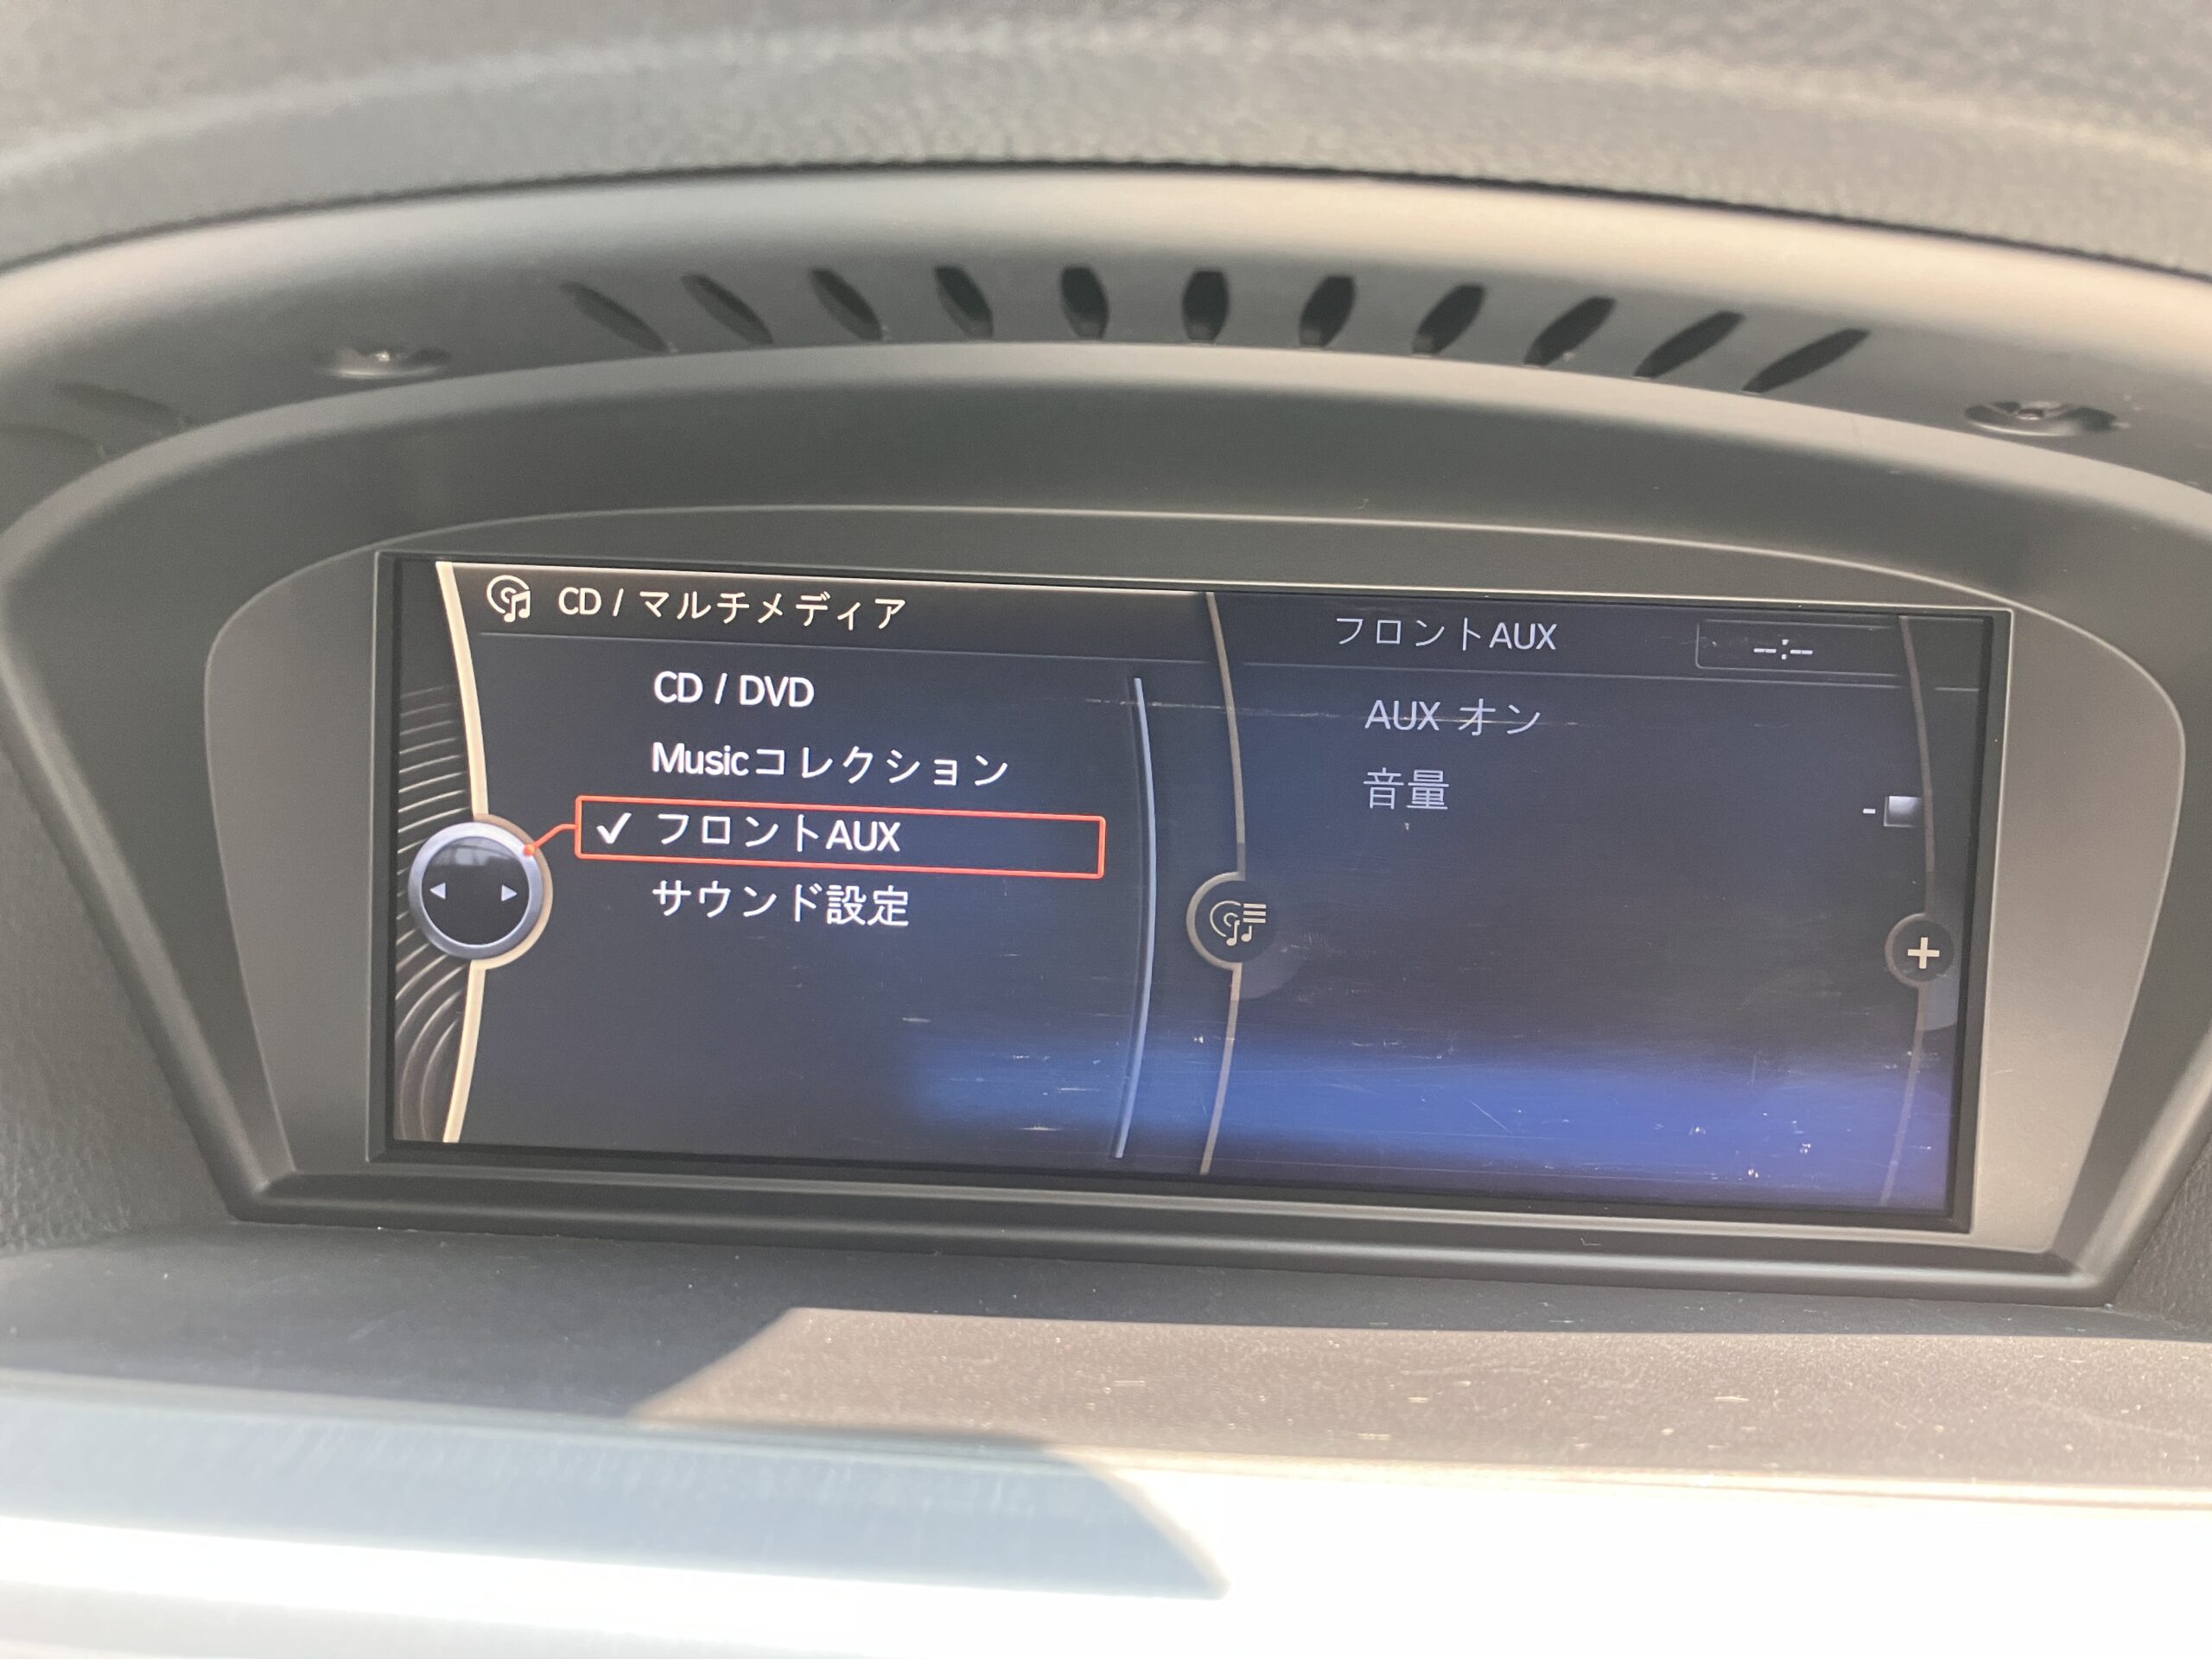 CD / マルチメディア
CD / DVD
Musicコレクション
✓ フロントAUX
サウンド設定
フロントAUX
--:--
AUX オン
音量
-
+